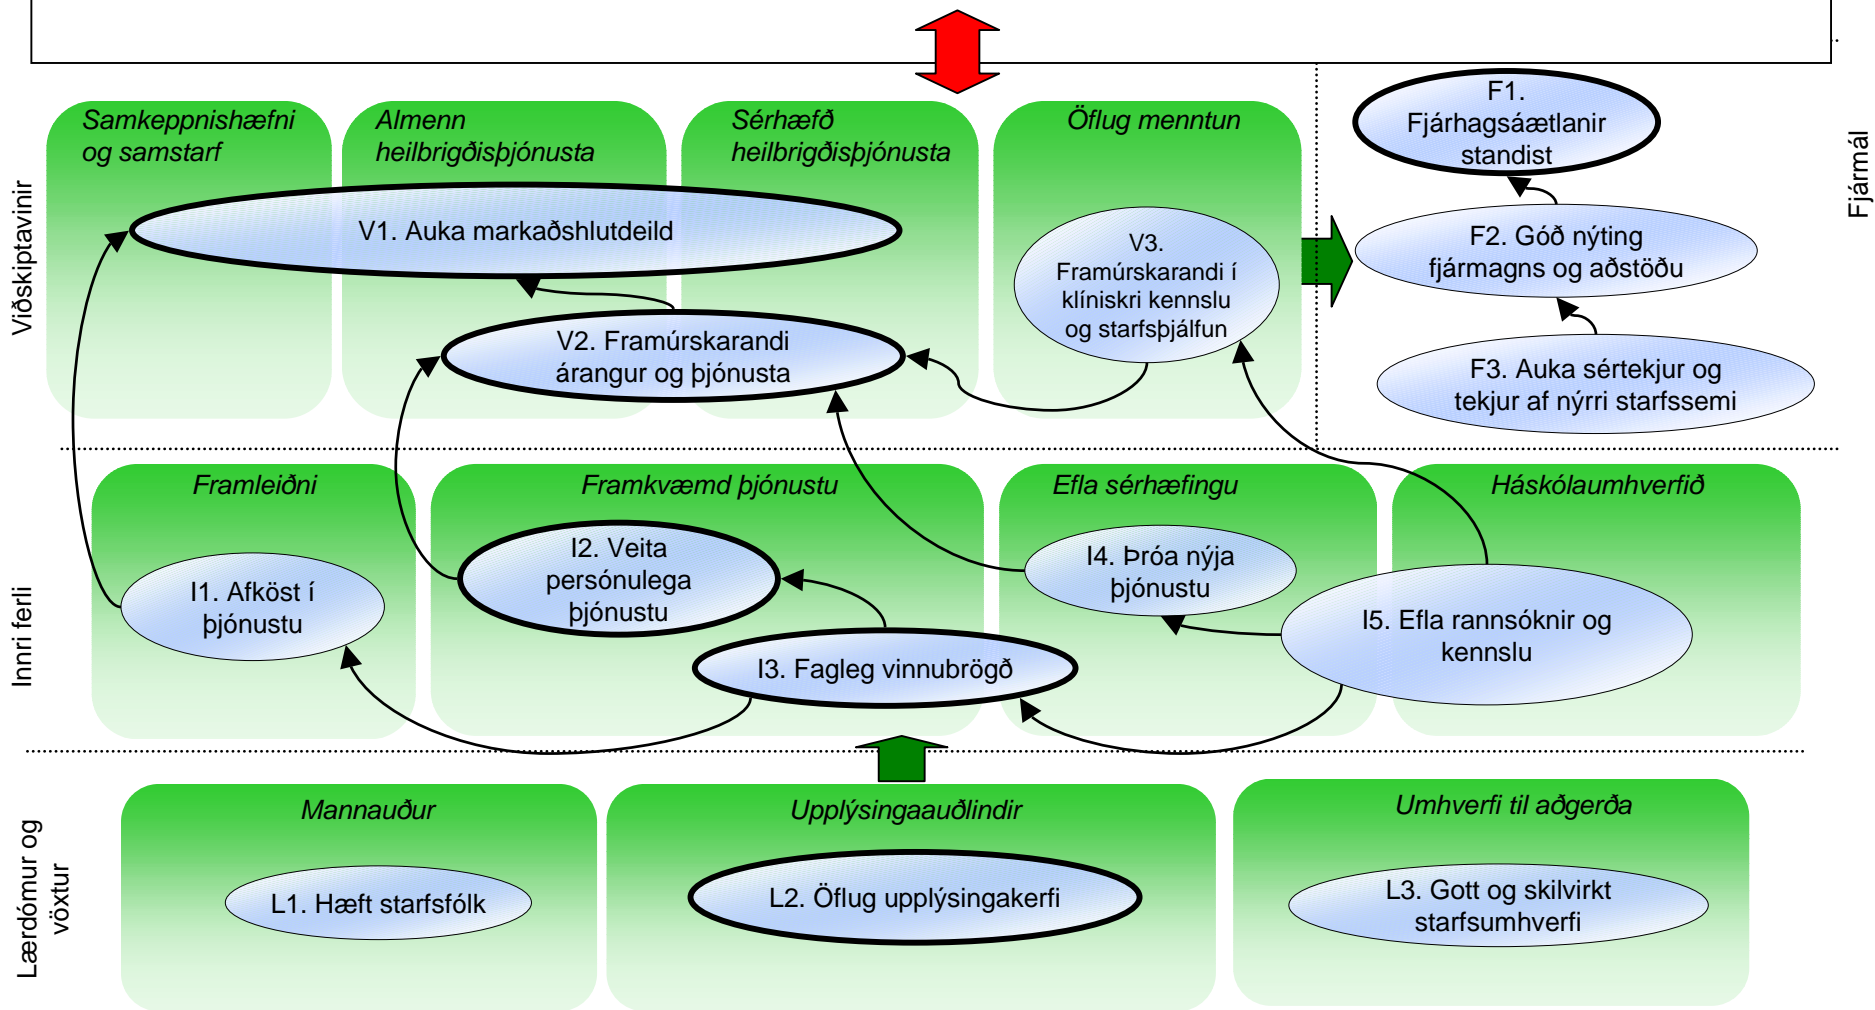 Samkeppnishæfni
og samstarf
Almenn
heilbrigðisþjónusta
Sérhæfð
heilbrigðisþjónusta
Öflug menntun
Viðskiptavinir
V1. Auka markaðshlutdeild
V2. Framúrskarandi
árangur og þjónusta
V3.
Framúrskarandi í
klíniskri kennslu
og starfsþjálfun
F1.
Fjárhagsáætlanir
standist
F2. Góð nýting
fjármagns og aðstöðu
F3. Auka sértekjur og
tekjur af nýrri starfssemi
Fjármál
Innri ferli
Framleiðni
Framkvæmd þjónustu
Efla sérhæfingu
Háskólaumhverfið
I1. Afköst í
þjónustu
I2. Veita
persónulega
þjónustu
I3. Fagleg vinnubrögð
I4. Þróa nýja
þjónustu
I5. Efla rannsóknir og
kennslu
Lærdómur og
vöxtur
Mannauður
Upplýsingaauðlindir
Umhverfi til aðgerða
L1. Hæft starfsfólk
L2. Öflug upplýsingakerfi
L3. Gott og skilvirkt
starfsumhverfi